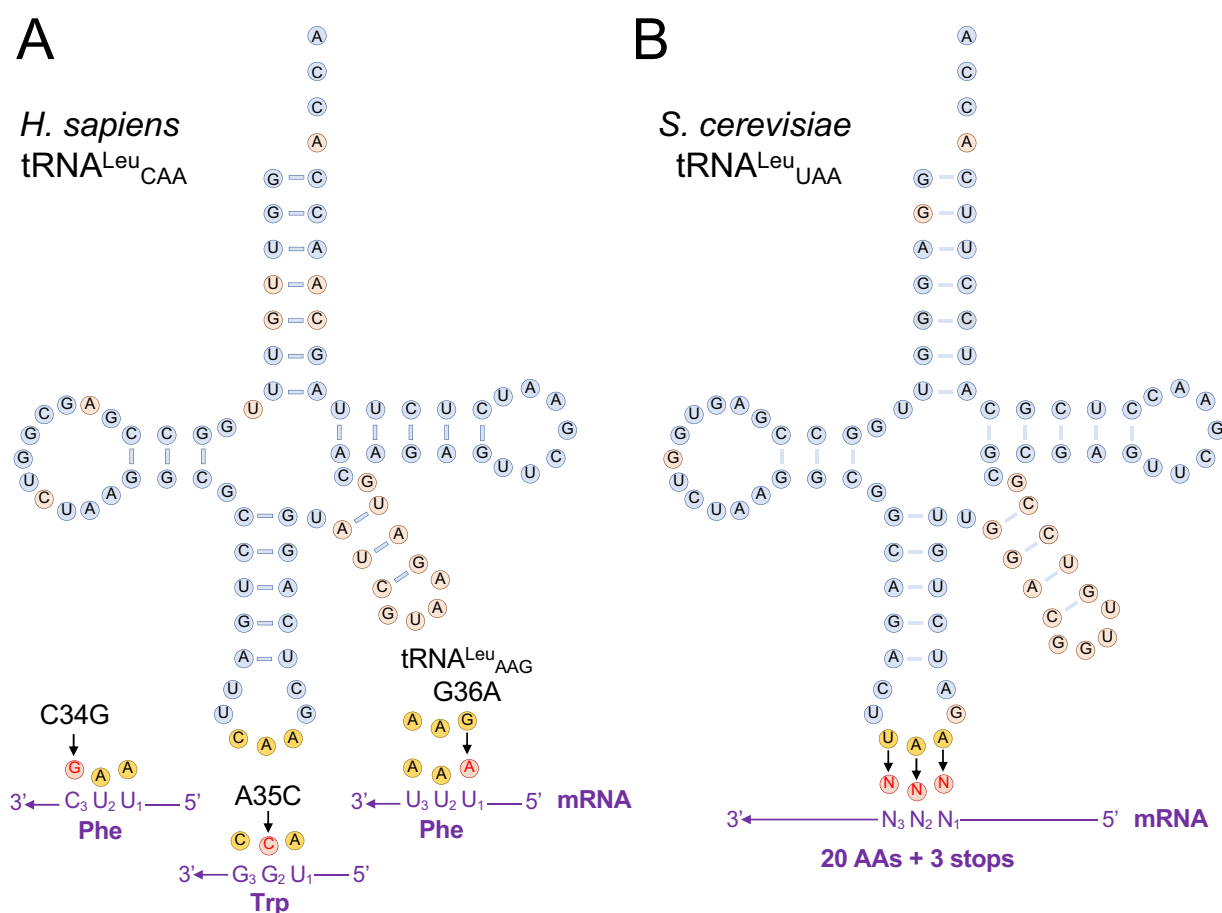 A
H. sapiens
tRNALeuCAA
A
C
C
A
G C
G C
U A
U A
G C
U G
U A
U G G C C G A G C G G U C U A A G G C G
U U C U C U A A G C U U G A G A A
C G U A G A A U G C U A U
C G
C G
U A
G C
A U
U C
U G
C A A
C34G
G A A
3’ C3 U2 U1 5’
Phe
A35C
C C A
3’ G3 G2 U1 5’
Trp
tRNALeuAAG
G36A
A A G
A A A
3’ U3 U2 U1 5’ mRNA
Phe
B
S. cerevisiae
tRNALeuUAA
A
C
C
A
G C
G U
A U
G C
G C
G U
U A
U G G C C G A G U G G U C U A A G G C G
C G C U C C A A G C U U G A G C G
C G C C U G U U G G C A G G U
G U
C G
A U
G C
A U
C A
U G
U A A
N N N
3’ N3 N2 N1 5’ mRNA
20 AAs + 3 stops